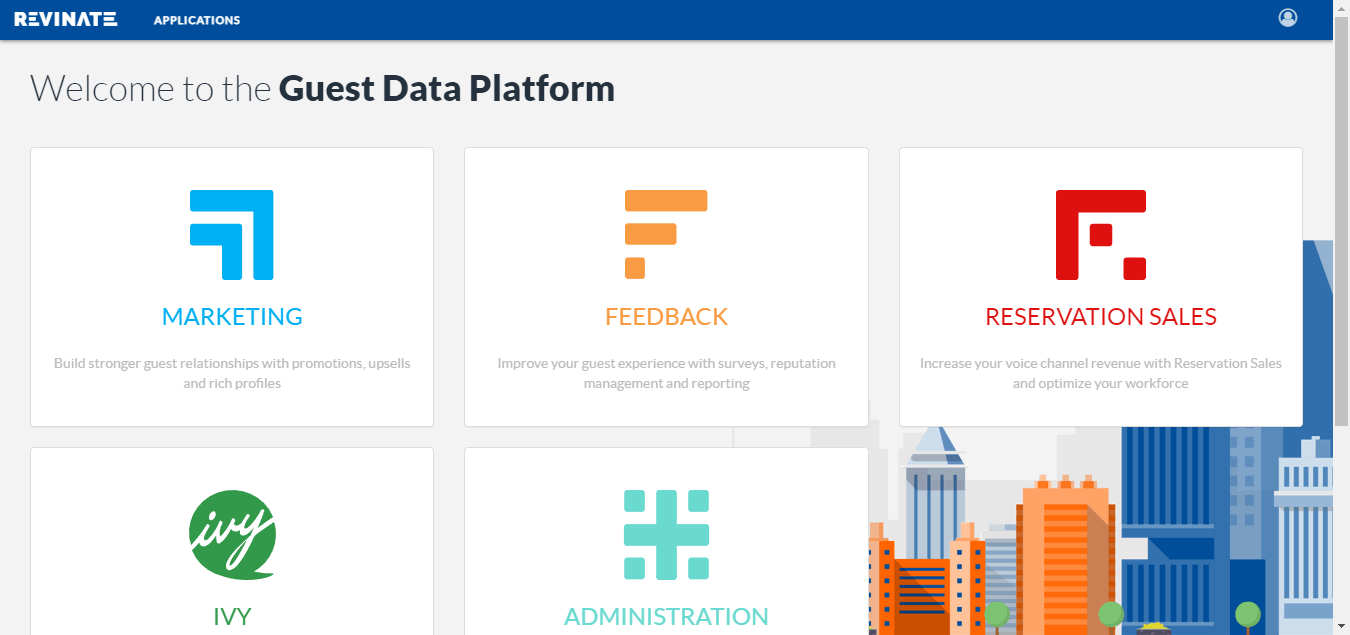 REVINATE
APPLICATIONS
Welcome to the Guest Data Platform
MARKETING
Build stronger guest relationships with promotions, upsells
and rich profiles
FEEDBACK
Improve your guest experience with surveys, reputation
management and reporting
RESERVATION SALES
Increase your voice channel revenue with Reservation Sales
and optimize your workforce
ivy
IVY
ADMINISTRATION